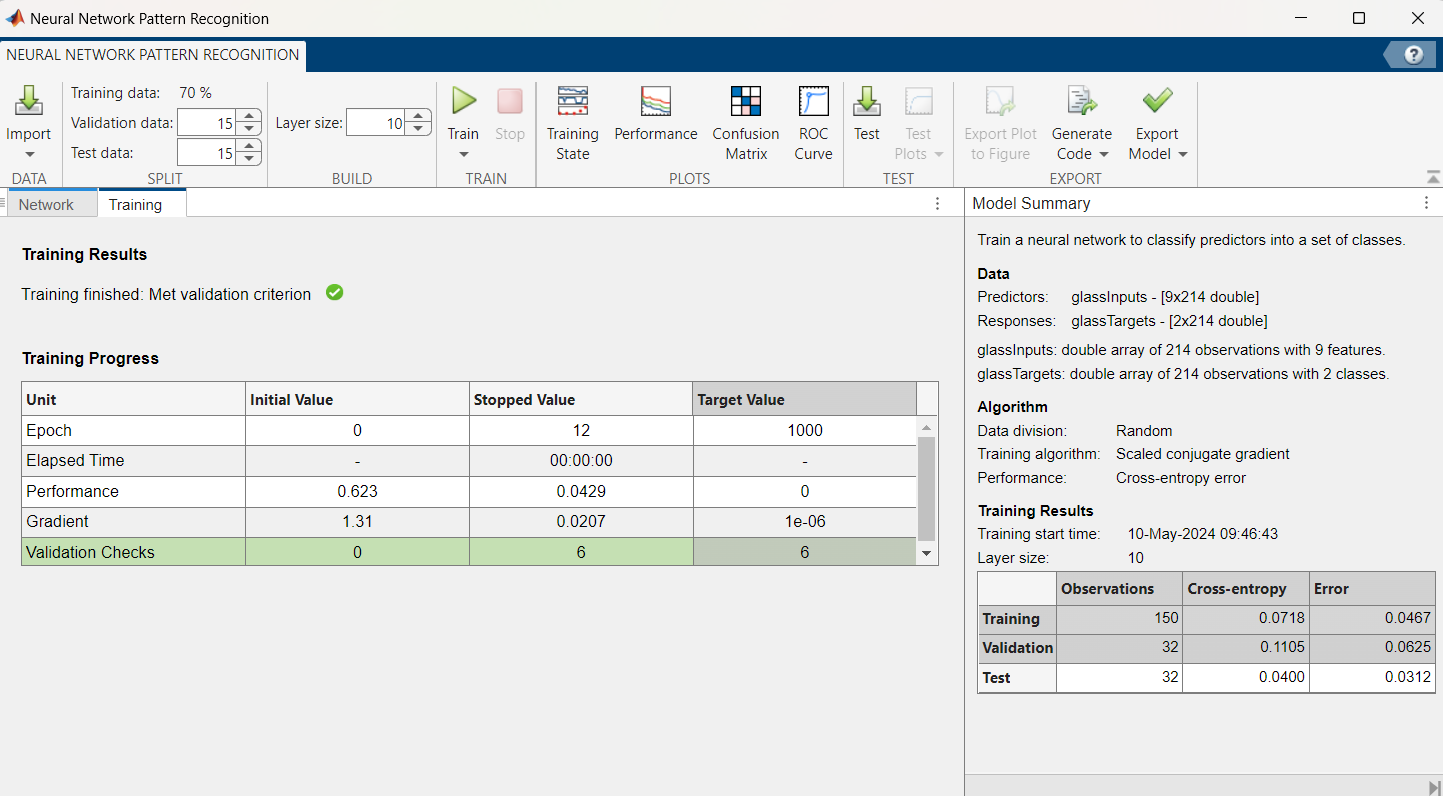 Neural Network Pattern Recognition
NEURAL NETWORK PATTERN RECOGNITION
?
Import
DATA
Training data: 70 %
Validation data: 15
Test data: 15
SPLIT
Layer size: 10
BUILD
Train
Stop
TRAIN
Training
State
Performance
Confusion
Matrix
ROC
Curve
PLOTS
Test
Test
Plots
TEST
Export Plot
to Figure
Generate
Code
Export
Model
EXPORT
Network
Training
Training Results
Training finished: Met validation criterion
Training Progress
Unit Initial Value Stopped Value Target Value
Epoch 0 12 1000
Elapsed Time - 00:00:00 -
Performance 0.623 0.0429 0
Gradient 1.31 0.0207 1e-06
Validation Checks 0 6 6
Model Summary
Train a neural network to classify predictors into a set of classes.
Data
Predictors: glassInputs - [9x214 double]
Responses: glassTargets - [2x214 double]
glassInputs: double array of 214 observations with 9 features.
glassTargets: double array of 214 observations with 2 classes.
Algorithm
Data division: Random
Training algorithm: Scaled conjugate gradient
Performance: Cross-entropy error
Training Results
Training start time: 10-May-2024 09:46:43
Layer size: 10
Observations Cross-entropy Error
Training 150 0.0718 0.0467
Validation 32 0.1105 0.0625
Test 32 0.0400 0.0312